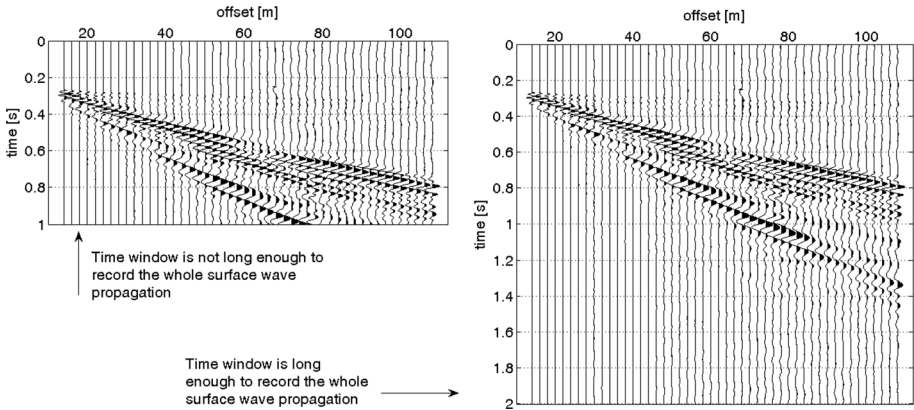 offset [m]
20 40 60 80 100
0
0.2
0.4
0.6
0.8
1
time [s]
Time window is not long enough to
record the whole surface wave
propagation
offset [m]
20 40 60 80 100
0
0.2
0.4
0.6
0.8
1
1.2
1.4
1.6
1.8
2
time [s]
Time window is long
enough to record the whole
surface wave propagation